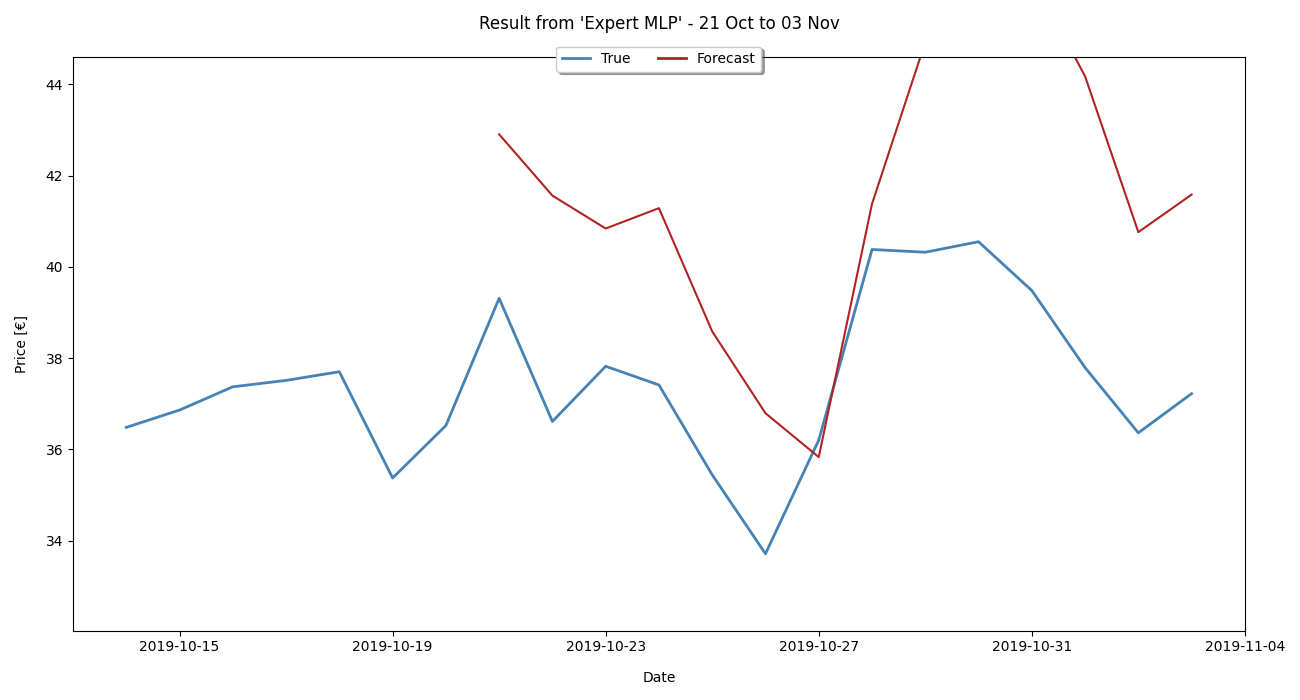 Result from 'Expert MLP' - 21 Oct to 03 Nov
True Forecast
44
42
40
38
36
34
Price [€]
2019-10-15 2019-10-19 2019-10-23 2019-10-27 2019-10-31 2019-11-04
Date